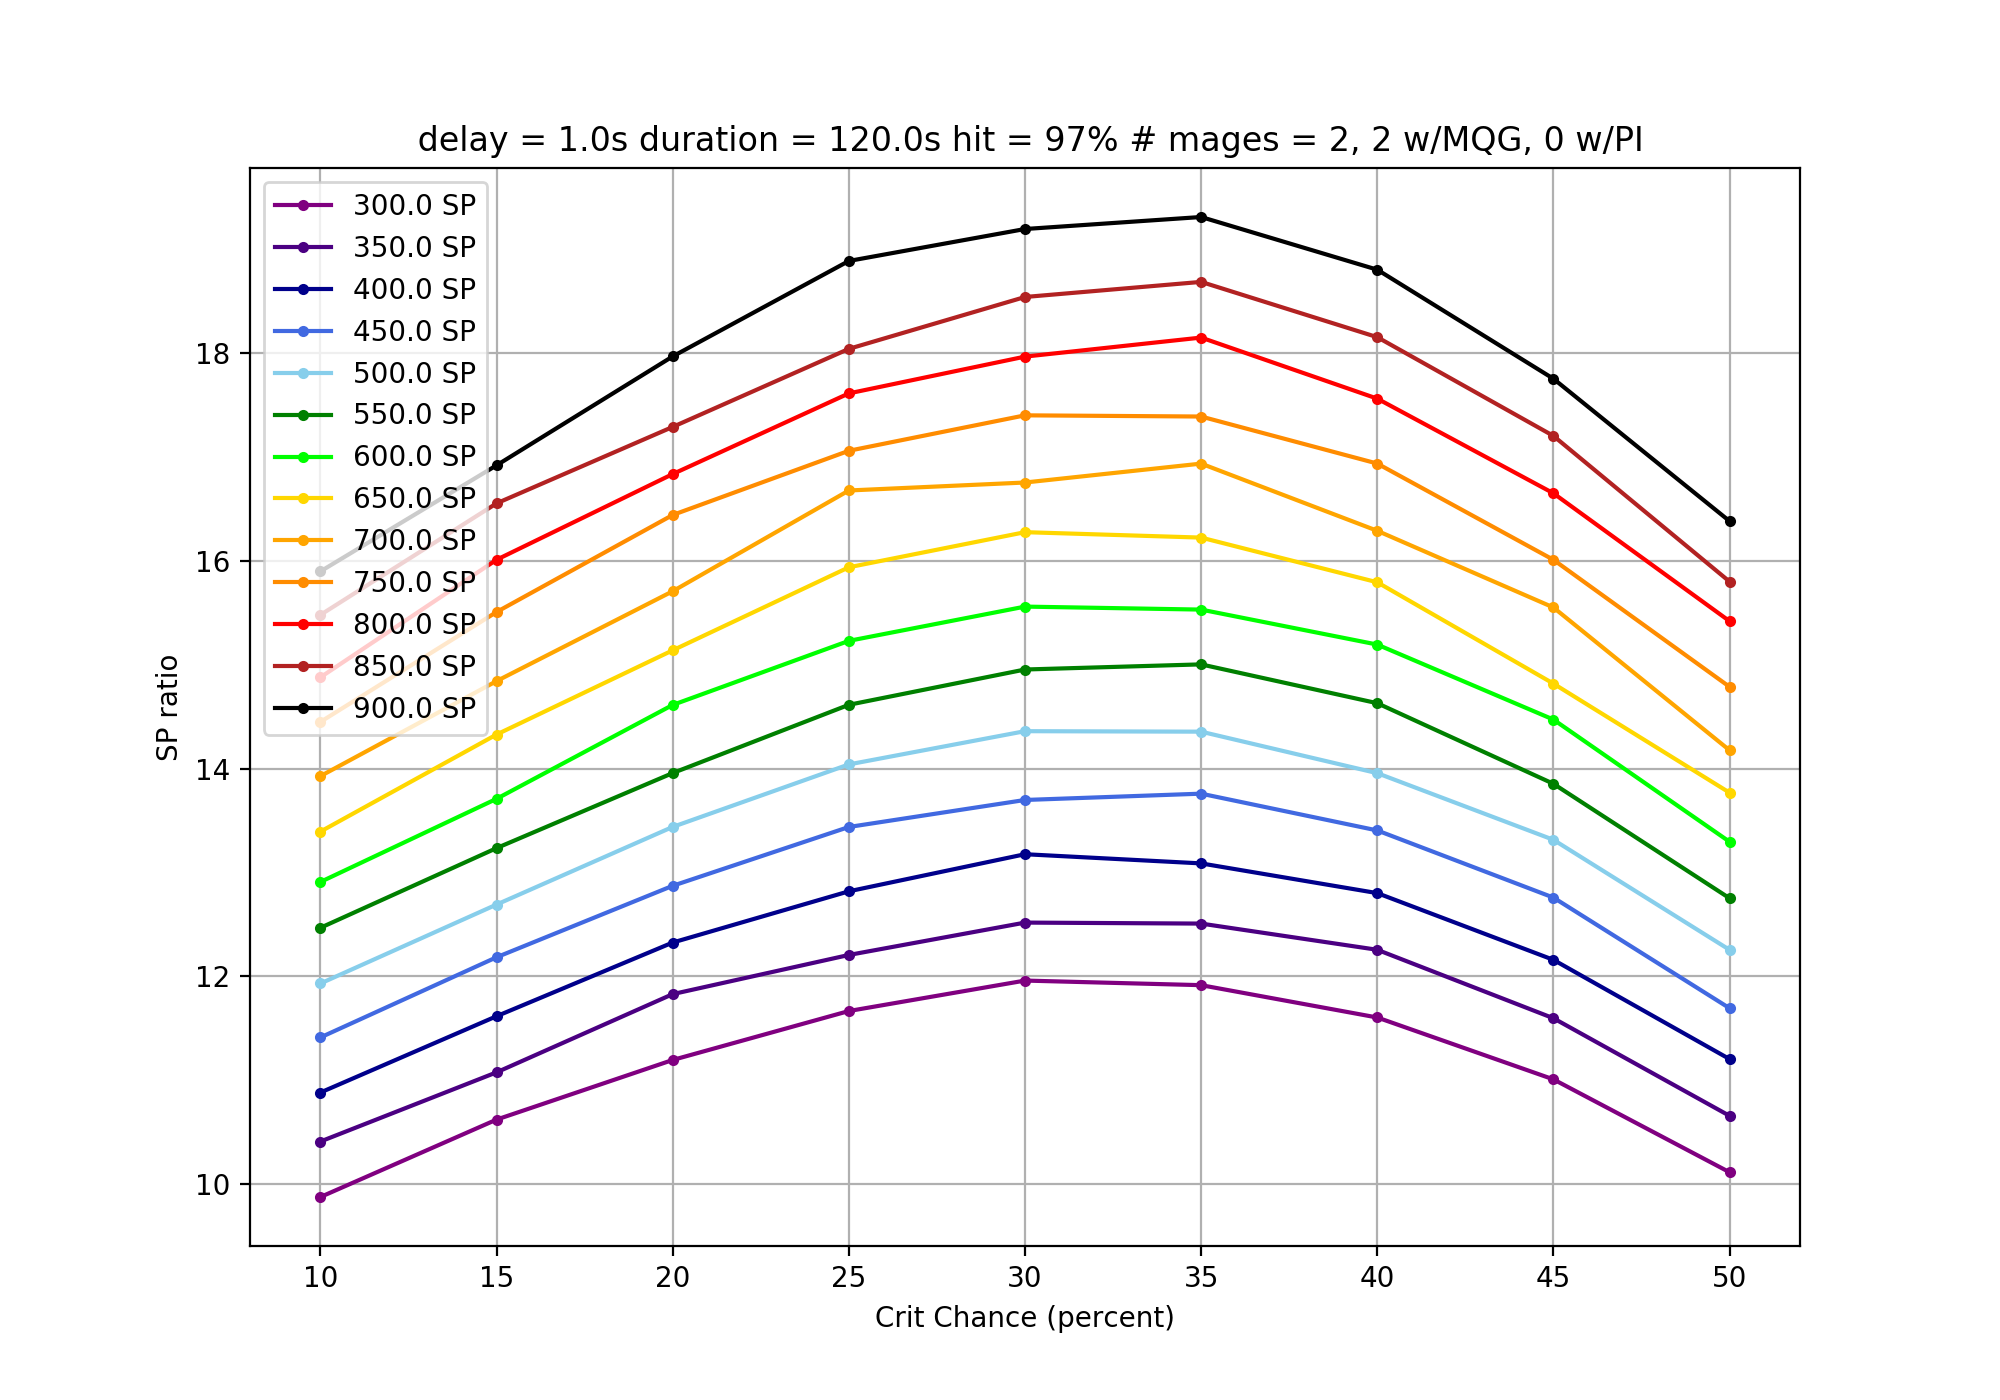 delay = 1.0s duration = 120.0s hit = 97% # mages = 2, 2 w/MQG, 0 w/PI
300.0 SP
350.0 SP
400.0 SP
450.0 SP
500.0 SP
550.0 SP
600.0 SP
650.0 SP
700.0 SP
750.0 SP
800.0 SP
850.0 SP
900.0 SP
SP ratio
18
16
14
12
10
10 15 20 25 30 35 40 45 50
Crit Chance (percent)